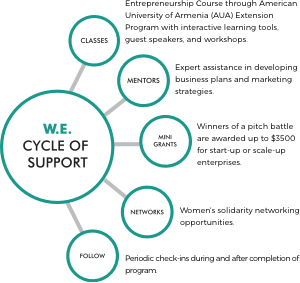 Entrepreneurship Course through American
University of Armenia (AUA) Extension
Program with interactive learning tools,
guest speakers, and workshops.
CLASSES
Expert assistance in developing
business plans and marketing
strategies.
MENTORS
W.E.
CYCLE OF
SUPPORT
Winners of a pitch battle
are awarded up to $3500
for start-up or scale-up
enterprises.
MINI
GRANTS
Women's solidarity networking
opportunities.
NETWORKS
FOLLOW
Periodic check-ins during and after completion of
program.